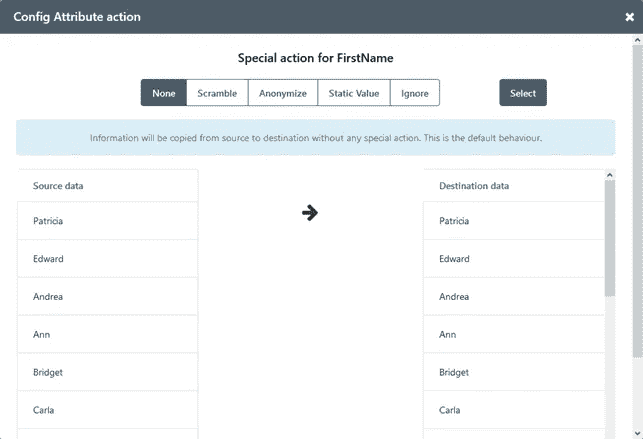 Config Attribute action
Special action for FirstName
None Scramble Anonymize Static Value Ignore Select
Information will be copied from source to destination without any special action. This is the default behaviour.
Source data Destination data
Patricia Patricia
Edward Edward
Andrea Andrea
Ann Ann
Bridget Bridget
Carla Carla